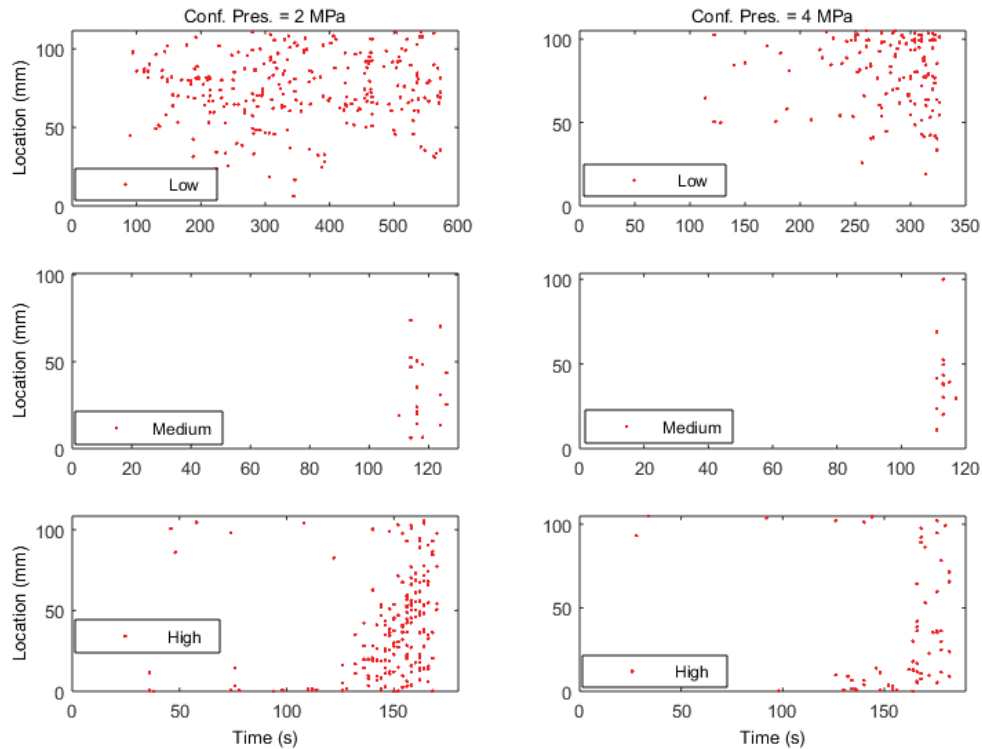 Conf. Pres. = 2 MPa
Location (mm)
100
50
0
Low
0 100 200 300 400 500 600
Conf. Pres. = 4 MPa
100
50
0
Low
0 50 100 150 200 250 300 350
Location (mm)
100
50
0
Medium
0 20 40 60 80 100 120
100
50
0
Medium
0 20 40 60 80 100 120
Location (mm)
100
50
0
High
0 50 100 150
Time (s)
100
50
0
High
0 50 100 150
Time (s)